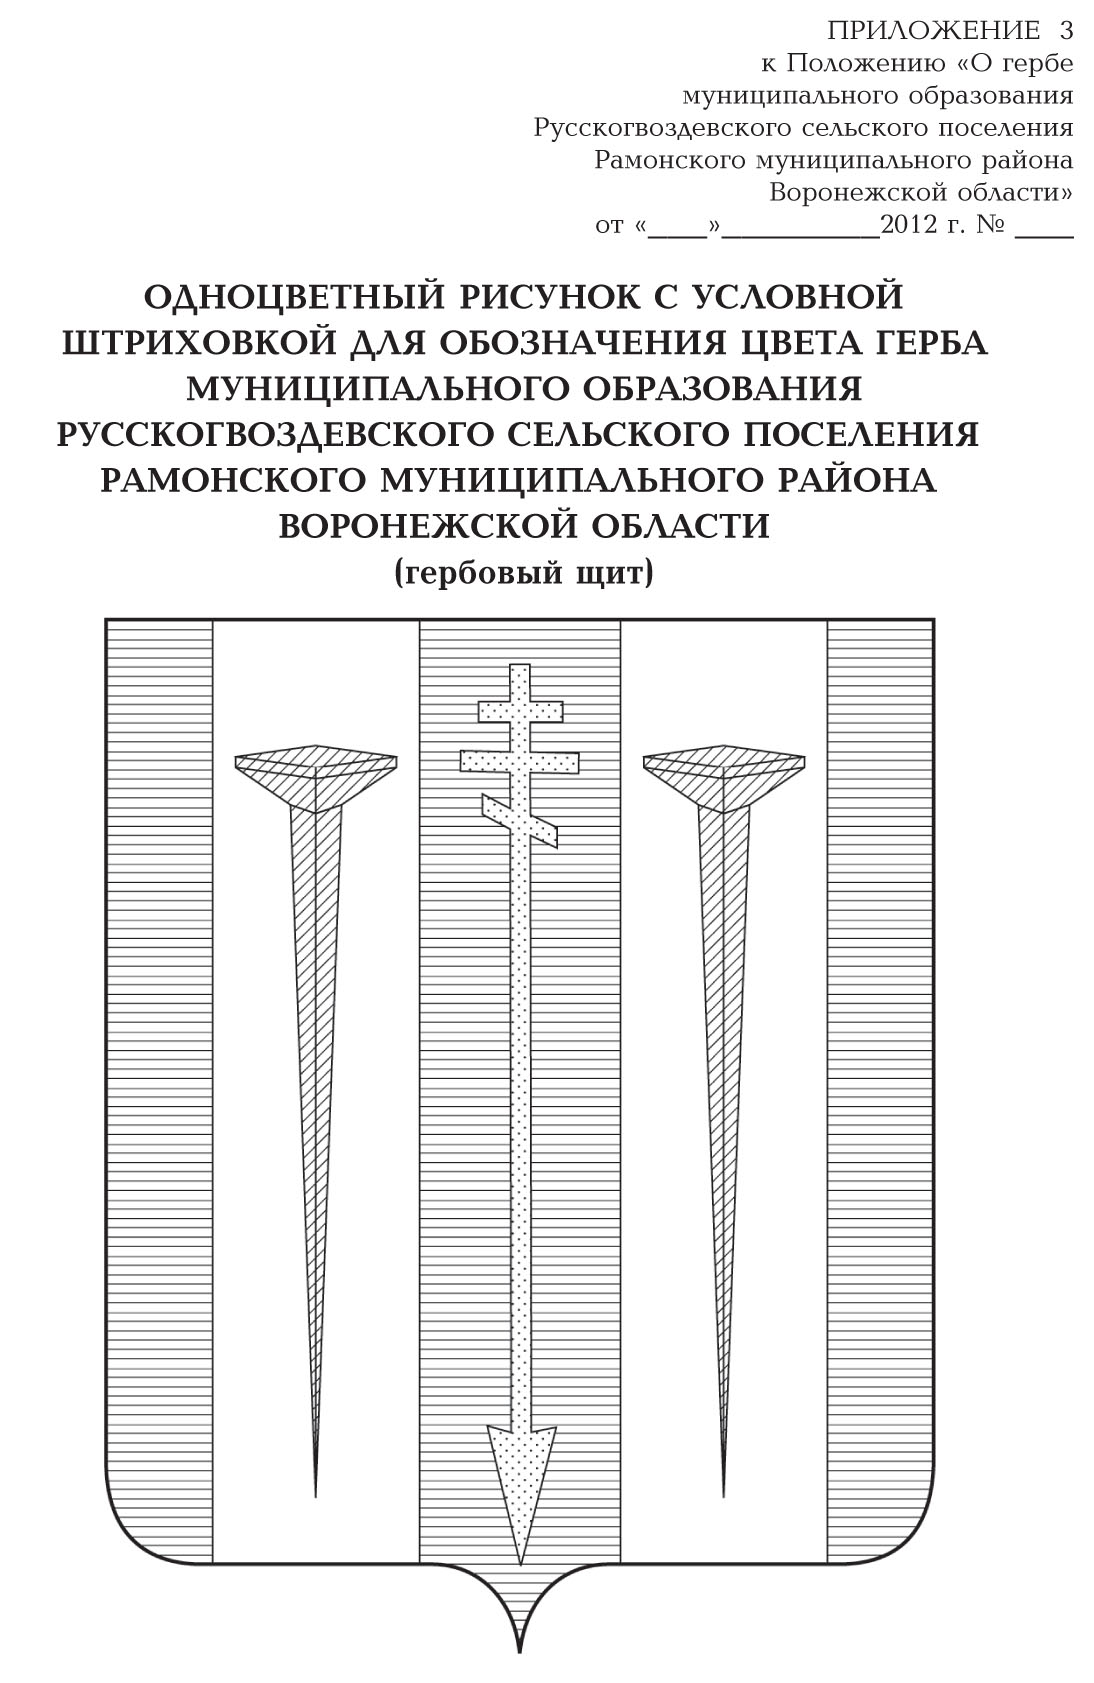 ПРИЛОЖЕНИЕ 3
к Положению «О гербе
муниципального образования
Русскогвоздевского сельского поселения
Рамонского муниципального района
Воронежской области»
от «____»___________2012 г. № ____
ОДНОЦВЕТНЫЙ РИСУНОК С УСЛОВНОЙ
ШТРИХОВКОЙ ДЛЯ ОБОЗНАЧЕНИЯ ЦВЕТА ГЕРБА
МУНИЦИПАЛЬНОГО ОБРАЗОВАНИЯ
РУССКОГВОЗДЕВСКОГО СЕЛЬСКОГО ПОСЕЛЕНИЯ
РАМОНСКОГО МУНИЦИПАЛЬНОГО РАЙОНА
ВОРОНЕЖСКОЙ ОБЛАСТИ
(гербовый щит)